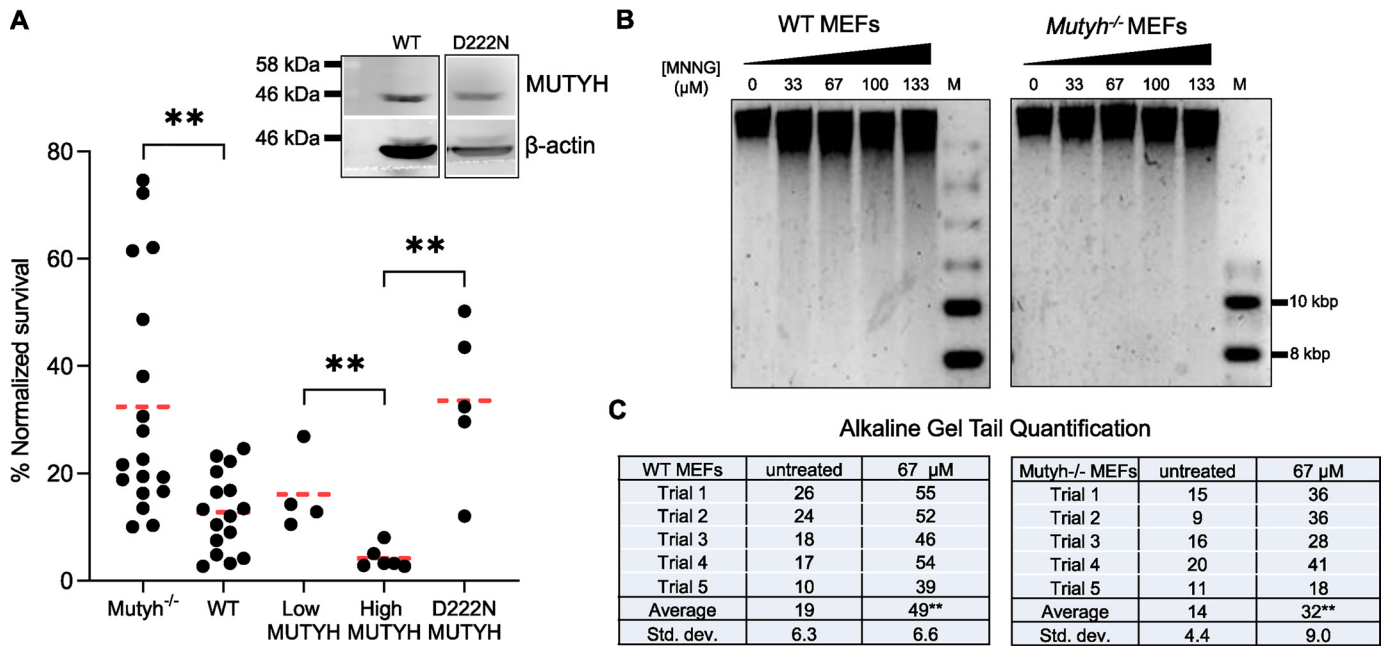 A
WT
D222N
58 kDa
46 kDa
MUTYH
46 kDa
β-actin
**
**
**
80
60
40
20
0
% Normalized survival
Mutyh-/-
WT
Low
MUTYH
High
MUTYH
D222N
MUTYH
B
WT MEFs
Mutyh-/- MEFs
[MNNG]
(µM)
0 33 67 100 133 M
0 33 67 100 133 M
10 kbp
8 kbp
C
Alkaline Gel Tail Quantification
WT MEFs untreated 67 µM
Trial 1 26 55
Trial 2 24 52
Trial 3 18 46
Trial 4 17 54
Trial 5 10 39
Average 19 49**
Std. dev. 6.3 6.6
Mutyh-/- MEFs untreated 67 µM
Trial 1 15 36
Trial 2 9 36
Trial 3 16 28
Trial 4 20 41
Trial 5 11 18
Average 14 32**
Std. dev. 4.4 9.0